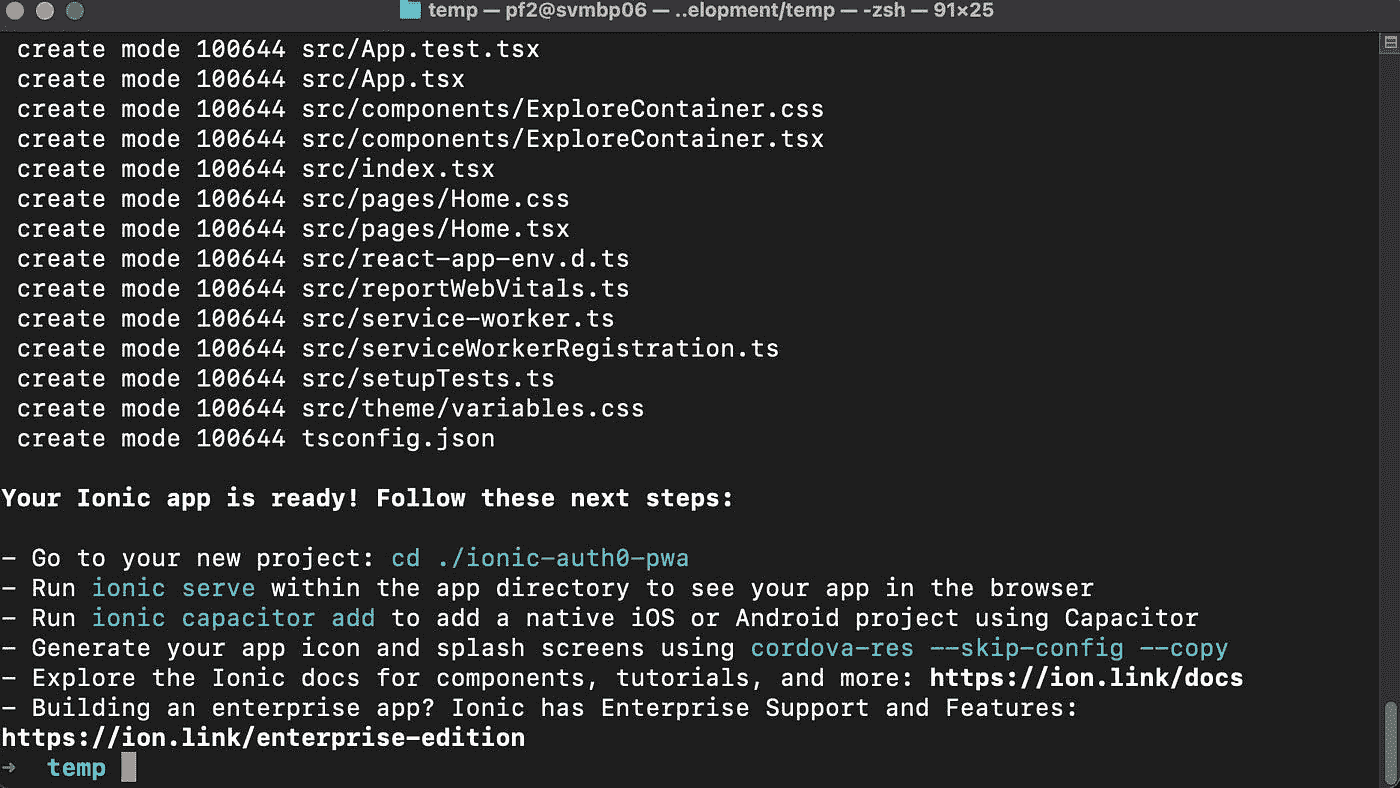 temp — pf2@svmbp06 — ..elopment/temp — -zsh — 91×25
create mode 100644 src/App.test.tsx
create mode 100644 src/App.tsx
create mode 100644 src/components/ExploreContainer.css
create mode 100644 src/components/ExploreContainer.tsx
create mode 100644 src/index.tsx
create mode 100644 src/pages/Home.css
create mode 100644 src/pages/Home.tsx
create mode 100644 src/react-app-env.d.ts
create mode 100644 src/reportWebVitals.ts
create mode 100644 src/service-worker.ts
create mode 100644 src/serviceWorkerRegistration.ts
create mode 100644 src/setupTests.ts
create mode 100644 src/theme/variables.css
create mode 100644 tsconfig.json
Your Ionic app is ready! Follow these next steps:
- Go to your new project: cd ./ionic-auth0-pwa
- Run ionic serve within the app directory to see your app in the browser
- Run ionic capacitor add to add a native iOS or Android project using Capacitor
- Generate your app icon and splash screens using cordova-res --skip-config --copy
- Explore the Ionic docs for components, tutorials, and more: https://ion.link/docs
- Building an enterprise app? Ionic has Enterprise Support and Features:
https://ion.link/enterprise-edition
→ temp